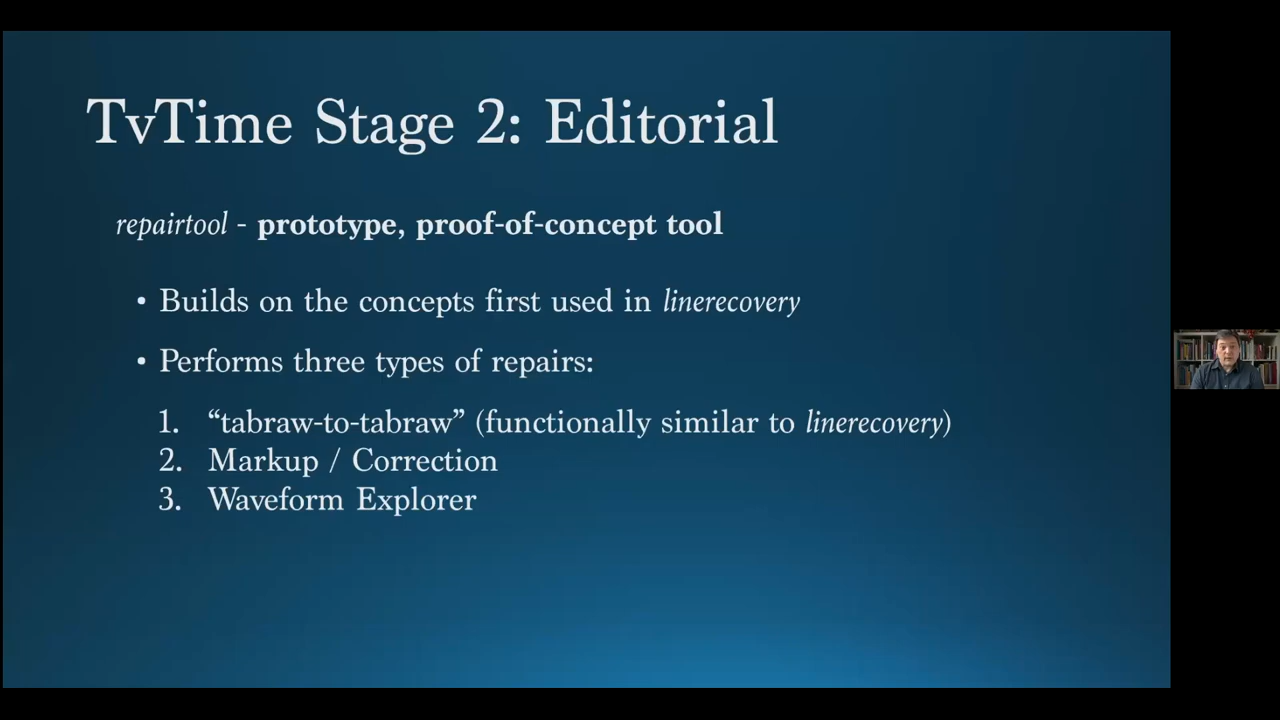 TvTime Stage 2: Editorial
repairtool - prototype, proof-of-concept tool
• Builds on the concepts first used in linerecovery
• Performs three types of repairs:
1. “tabraw-to-tabraw” (functionally similar to linerecovery)
2. Markup / Correction
3. Waveform Explorer